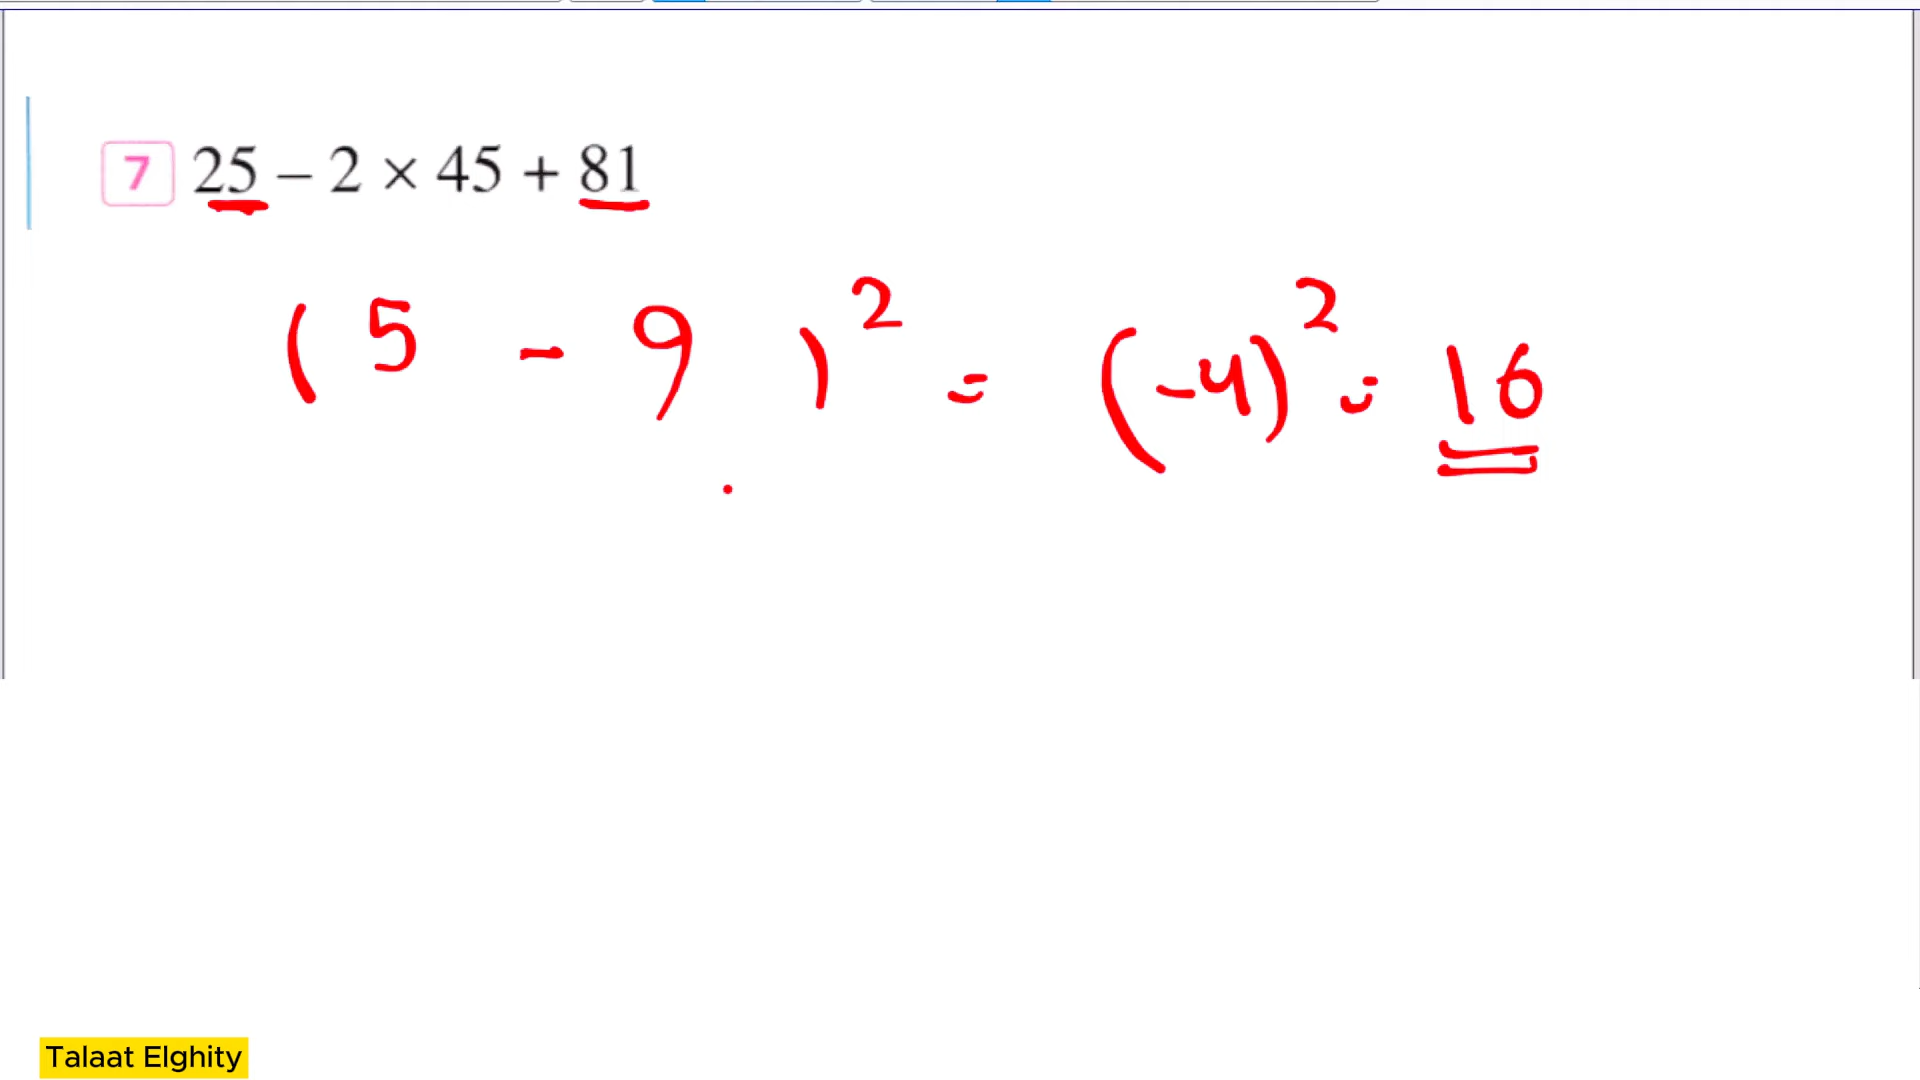 7 25 – 2 × 45 + 81
( 5 - 9 )² = (-4)² = 16
Talaat Elghity